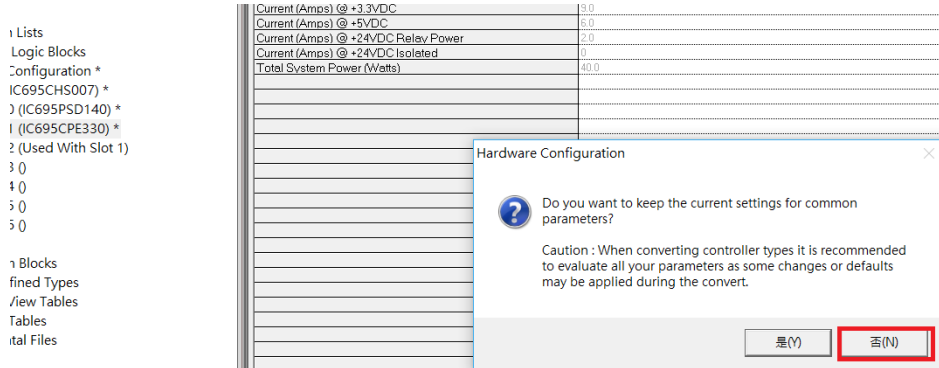 Current (Amps) @ +3.3VDC 9.0
Current (Amps) @ +5VDC 6.0
Current (Amps) @ +24VDC Relay Power 2.0
Current (Amps) @ +24VDC Isolated 0
Total System Power (Watts) 40.0
Lists
Logic Blocks
Configuration *
IC695CHS007) *
(IC695PSD140) *
(IC695CPE330) *
2 (Used With Slot 1)
3 ()
4 ()
5 ()
()
Blocks
fined Types
View Tables
Tables
ntal Files
Hardware Configuration
Do you want to keep the current settings for common
parameters?
Caution : When converting controller types it is recommended
to evaluate all your parameters as some changes or defaults
may be applied during the convert.
是(Y)
否(N)